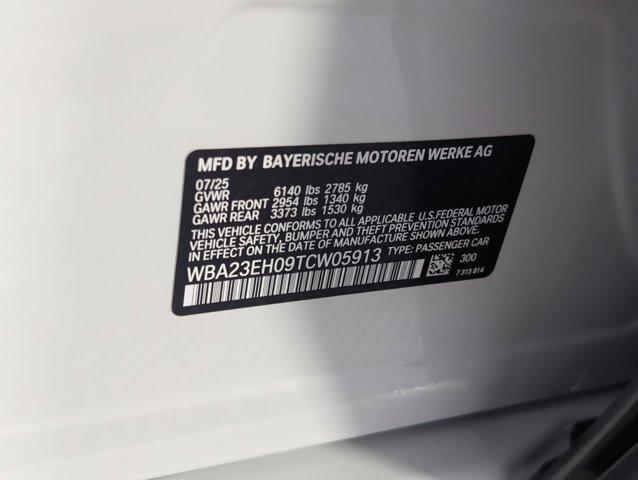 MFD BY BAYERISCHE MOTOREN WERKE AG
07/25
GVWR 6140 lbs 2785 kg
GAWR FRONT 2954 lbs 1340 kg
GAWR REAR 3373 lbs 1530 kg
THIS VEHICLE CONFORMS TO ALL APPLICABLE U.S.FEDERAL MOTOR
VEHICLE SAFETY, BUMPER, AND THEFT PREVENTION STANDARDS
IN EFFECT ON THE DATE OF MANUFACTURE SHOWN ABOVE.
WBA23EH09TCW05913 TYPE: PASSENGER CAR
300
7 315 814